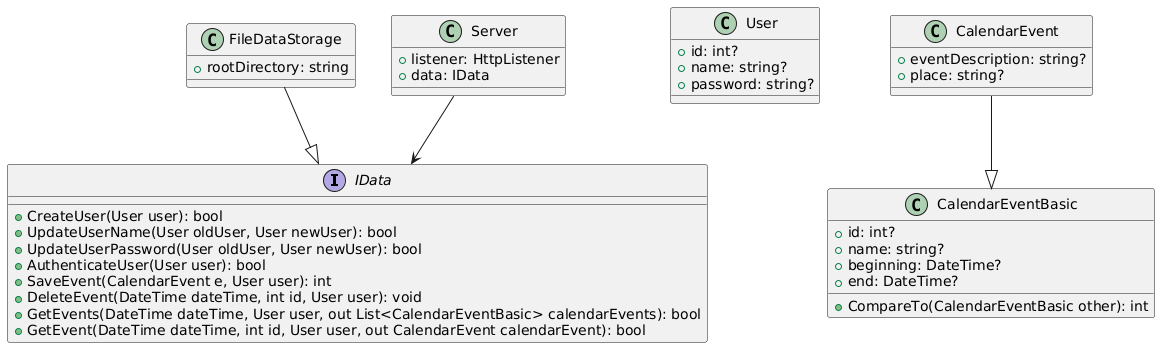 C FileDataStorage
+ rootDirectory: string
C Server
+ listener: HttpListener
+ data: IData
C User
+ id: int?
+ name: string?
+ password: string?
C CalendarEvent
+ eventDescription: string?
+ place: string?
I IData
CreateUser(User user): bool
UpdateUserName(User oldUser, User newUser): bool
UpdateUserPassword(User oldUser, User newUser): bool
AuthenticateUser(User user): bool
SaveEvent(CalendarEvent e, User user): int
DeleteEvent(DateTime dateTime, int id, User user): void
GetEvents(DateTime dateTime, User user, out List<CalendarEventBasic> calendarEvents): bool
GetEvent(DateTime dateTime, int id, User user, out CalendarEvent calendarEvent): bool
C CalendarEventBasic
+ id: int?
+ name: string?
+ beginning: DateTime?
+ end: DateTime?
CompareTo(CalendarEventBasic other): int